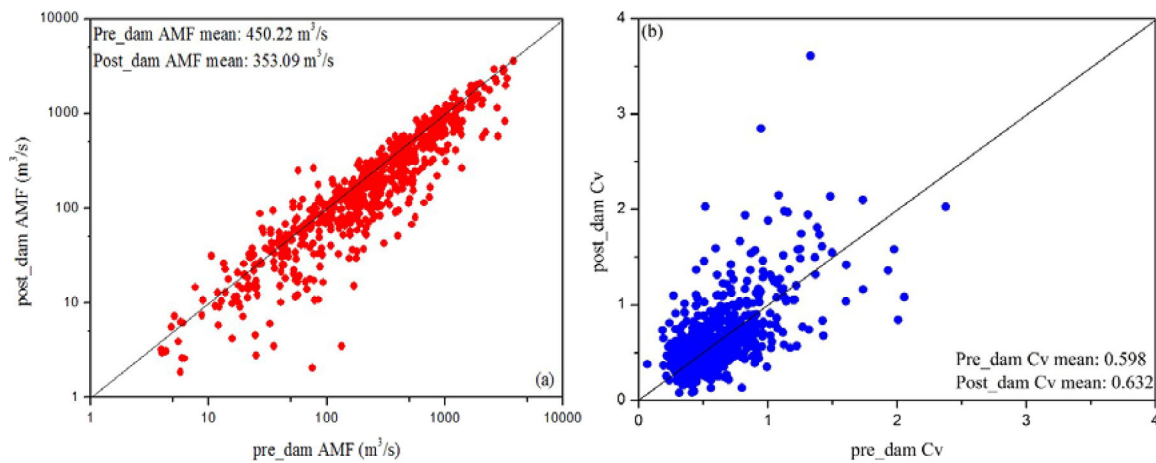 10000
Pre_dam AMF mean: 450.22 m³/s
Post_dam AMF mean: 353.09 m³/s
1000
100
10
1
post_dam AMF (m³/s)
(a)
1
10
100
1000
10000
pre_dam AMF (m³/s)
4
(b)
3
2
1
0
post_dam Cv
Pre_dam Cv mean: 0.598
Post_dam Cv mean: 0.632
0
1
2
3
4
pre_dam Cv